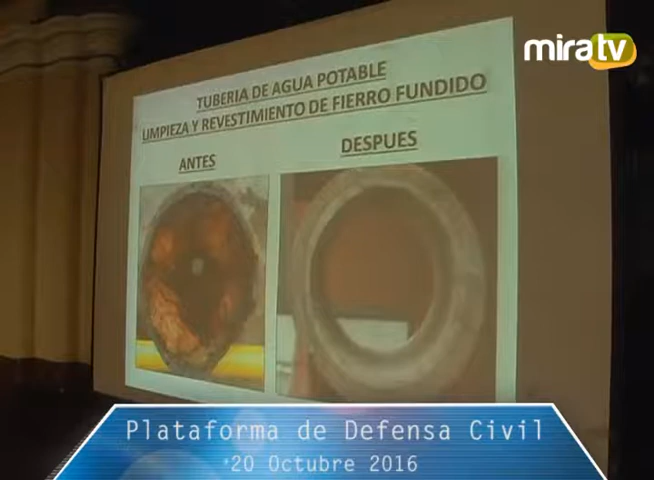 miratv
TUBERIA DE AGUA POTABLE
LIMPIEZA Y REVESTIMIENTO DE FIERRO FUNDIDO
ANTES
DESPUES
Plataforma de Defensa Civil
20 Octubre 2016